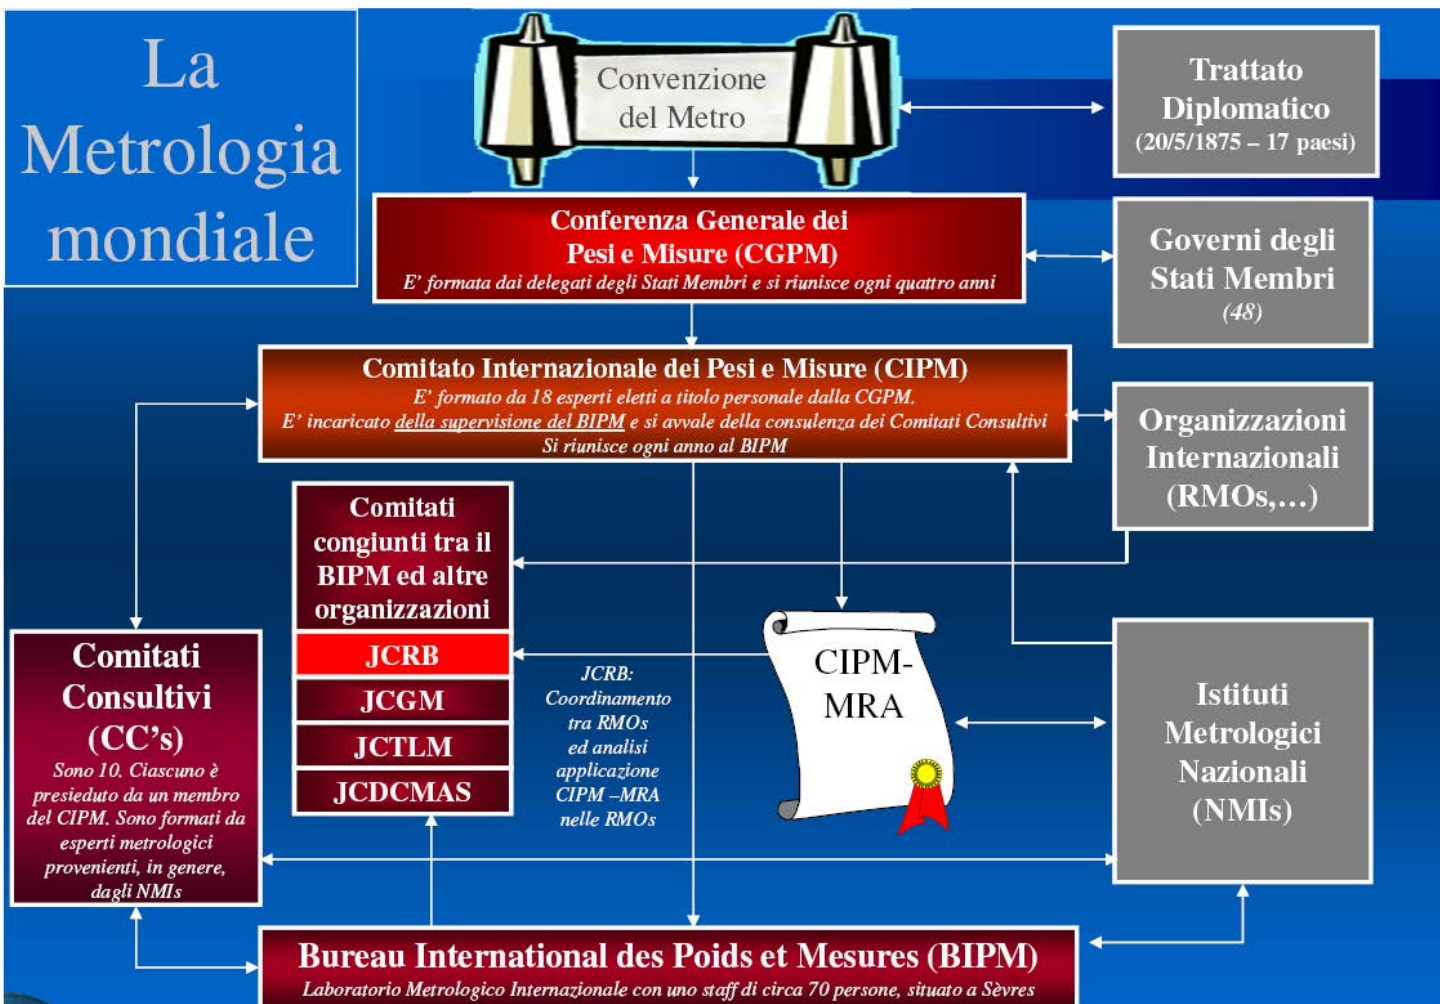 La
Metrologia
mondiale
Convenzione
del Metro
Trattato
Diplomatico
(20/5/1875 – 17 paesi)
Conferenza Generale dei
Pesi e Misure (CGPM)
E' formata dai delegati degli Stati Membri e si riunisce ogni quattro anni
Governi degli
Stati Membri
(48)
Comitato Internazionale dei Pesi e Misure (CIPM)
E' formato da 18 esperti eletti a titolo personale dalla CGPM.
E' incaricato della supervisione del BIPM e si avvale della consulenza dei Comitati Consultivi
Si riunisce ogni anno al BIPM
Organizzazioni
Internazionali
(RMOs,…)
Comitati
congiunti tra il
BIPM ed altre
organizzazioni
JCRB
JCGM
JCTLM
JCDCMAS
JCRB:
Coordinamento
tra RMOs
ed analisi
applicazione
CIPM –MRA
nelle RMOs
CIPM-
MRA
Comitati
Consultivi
(CC's)
Sono 10. Ciascuno è
presieduto da un membro
del CIPM. Sono formati da
esperti metrologici
provenienti, in genere,
dagli NMIs
Istituti
Metrologici
Nazionali
(NMIs)
Bureau International des Poids et Mesures (BIPM)
Laboratorio Metrologico Internazionale con uno staff di circa 70 persone, situato a Sèvres